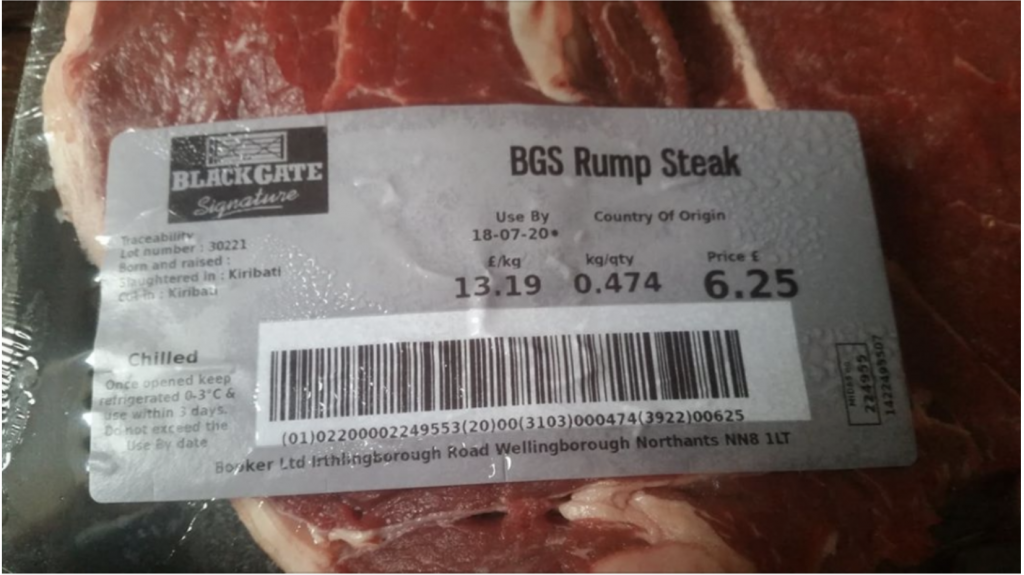 BLACKGATE
Signature
BGS Rump Steak
Use By
18-07-20
Country Of Origin
Traceability
Lot number : 30221
Born and raised :
Slaughtered in : Kiribati
Cut in : Kiribati
£/kg
13.19
kg/qty
0.474
Price £
6.25
Chilled
Once opened keep
refrigerated 0-3°C &
use within 3 days.
Do not exceed the
Use By date
(01)02200002249553(20)00(3103)000474(3922)00625
Booker Ltd Irthlingborough Road Wellingborough Northants NN8 1LT
224955